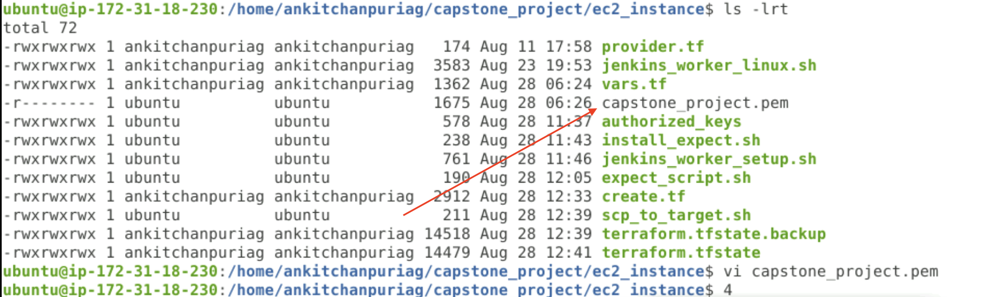 ubuntu@ip-172-31-18-230:/home/ankitchanpuriag/capstone_project/ec2_instance$ ls -lrt
total 72
-rwxrwxrwx 1 ankitchanpuriag ankitchanpuriag   174 Aug 11 17:58 provider.tf
-rwxrwxrwx 1 ankitchanpuriag ankitchanpuriag  3583 Aug 23 19:53 jenkins_worker_linux.sh
-rwxrwxrwx 1 ankitchanpuriag ankitchanpuriag  1362 Aug 28 06:24 vars.tf
-r-------- 1 ubuntu          ubuntu           1675 Aug 28 06:26 capstone_project.pem
-rwxrwxrwx 1 ubuntu          ubuntu            578 Aug 28 11:37 authorized_keys
-rwxrwxrwx 1 ubuntu          ubuntu            238 Aug 28 11:43 install_expect.sh
-rwxrwxrwx 1 ubuntu          ubuntu            761 Aug 28 11:46 jenkins_worker_setup.sh
-rwxrwxrwx 1 ubuntu          ubuntu            190 Aug 28 12:05 expect_script.sh
-rwxrwxrwx 1 ankitchanpuriag ankitchanpuriag  2912 Aug 28 12:33 create.tf
-rwxrwxrwx 1 ubuntu          ubuntu            211 Aug 28 12:39 scp_to_target.sh
-rwxrwxrwx 1 ankitchanpuriag ankitchanpuriag 14518 Aug 28 12:39 terraform.tfstate.backup
-rwxrwxrwx 1 ankitchanpuriag ankitchanpuriag 14479 Aug 28 12:41 terraform.tfstate
ubuntu@ip-172-31-18-230:/home/ankitchanpuriag/capstone_project/ec2_instance$ vi capstone_project.pem
ubuntu@ip-172-31-18-230:/home/ankitchanpuriag/capstone_project/ec2_instance$ 4